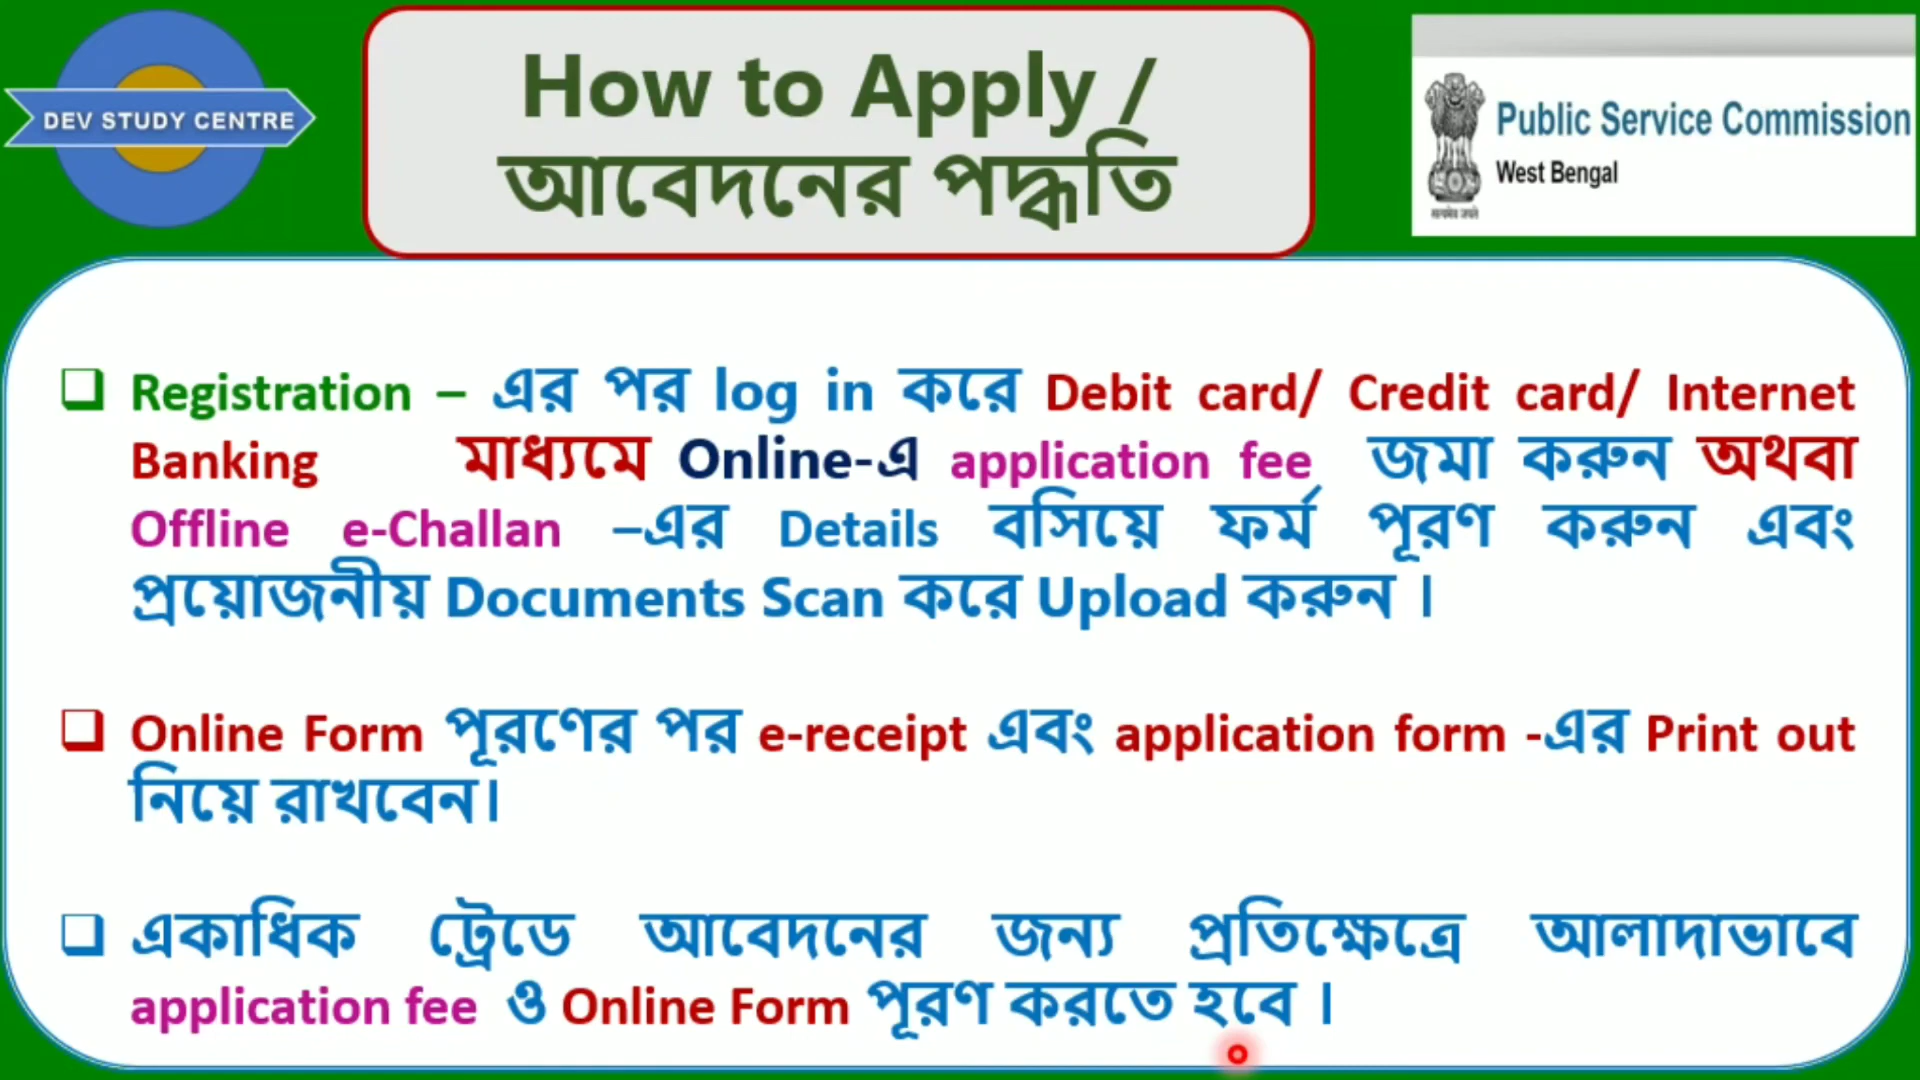 DEV STUDY CENTRE
How to Apply /
আবেদনের পদ্ধতি
Public Service Commission
West Bengal
सत्यमेव जयते
Registration – এর পর log in করে Debit card/ Credit card/ Internet
Banking মাধ্যমে Online-এ application fee জমা করুন অথবা
Offline e-Challan –এর Details বসিয়ে ফর্ম পূরণ করুন এবং
প্রয়োজনীয় Documents Scan করে Upload করুন ।
Online Form পূরণের পর e-receipt এবং application form -এর Print out
নিয়ে রাখবেন।
একাধিক ট্রেডে আবেদনের জন্য প্রতিক্ষেত্রে আলাদাভাবে
application fee ও Online Form পূরণ করতে হবে ।